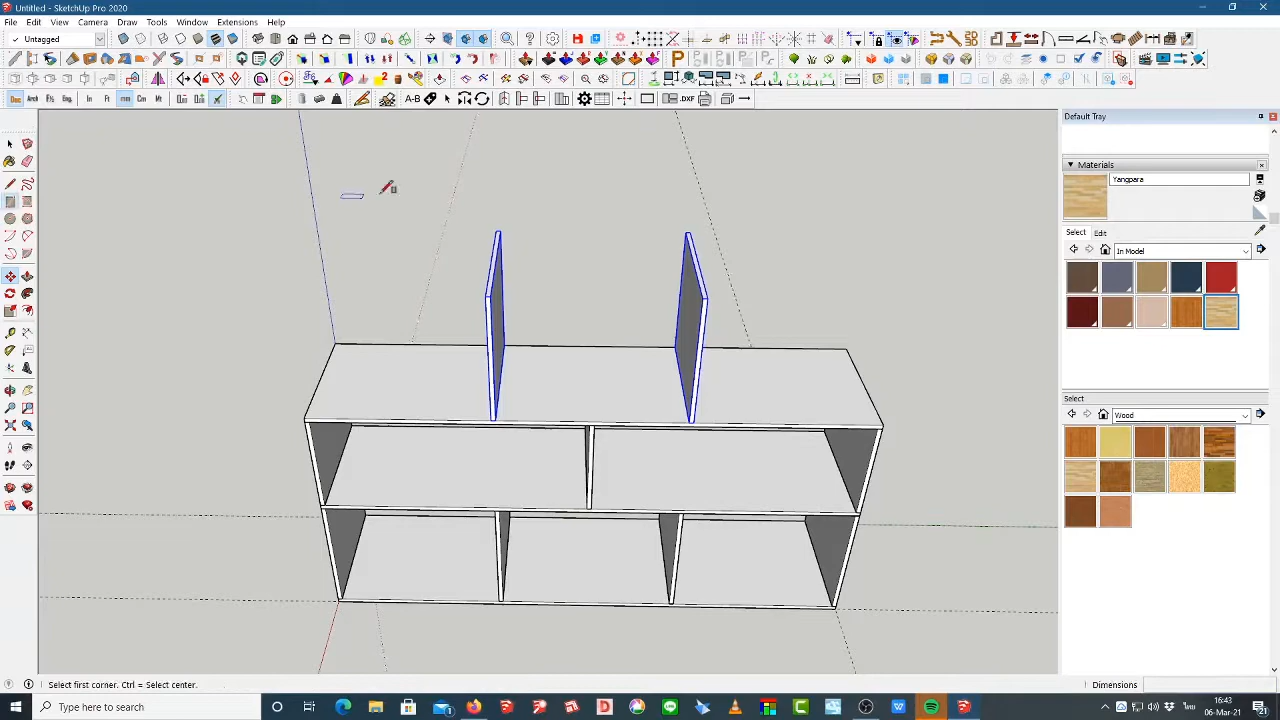 Untitled - SketchUp Pro 2020
File Edit View Camera Draw Tools Window Extensions Help
Untagged
Default Tray
Materials
Yangpara
Select Edit
In Model
Select
Wood
A-B
.DXF
Select first corner. Ctrl = Select center.
Dimensions
Type here to search
16:43
06-Mar-21